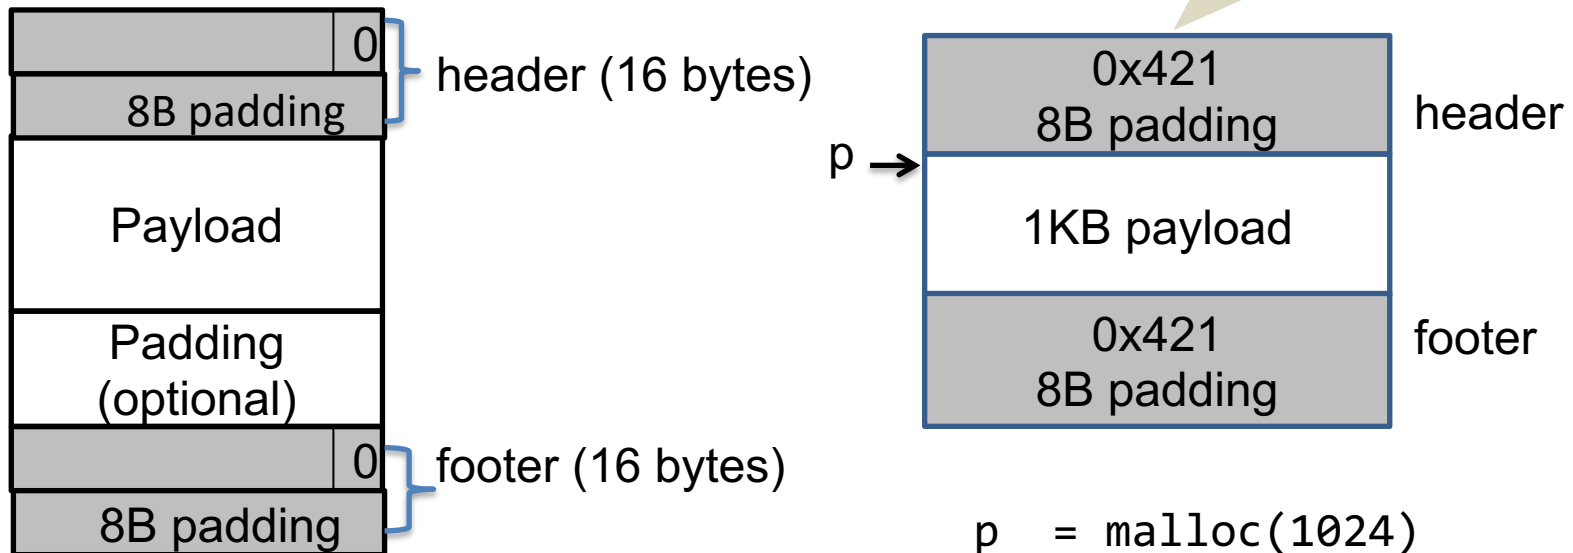 0
8B padding
header (16 bytes)
Payload
Padding
(optional)
0
footer (16 bytes)
8B padding
0x421
8B padding
header
p
1KB payload
0x421
8B padding
footer
p = malloc(1024)